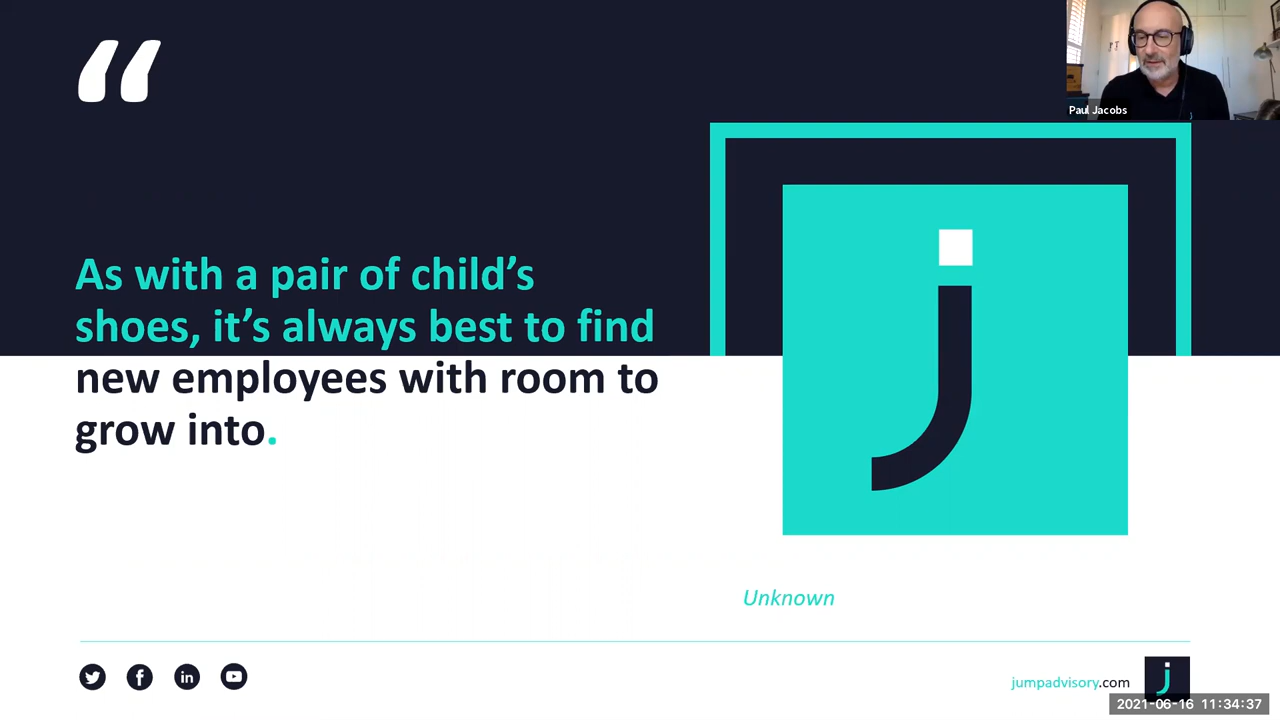 “
Paul Jacobs
As with a pair of child’s
shoes, it’s always best to find
new employees with room to
grow into.
j
Unknown
jumpadvisory.com
j
2021-06-16 11:34:37